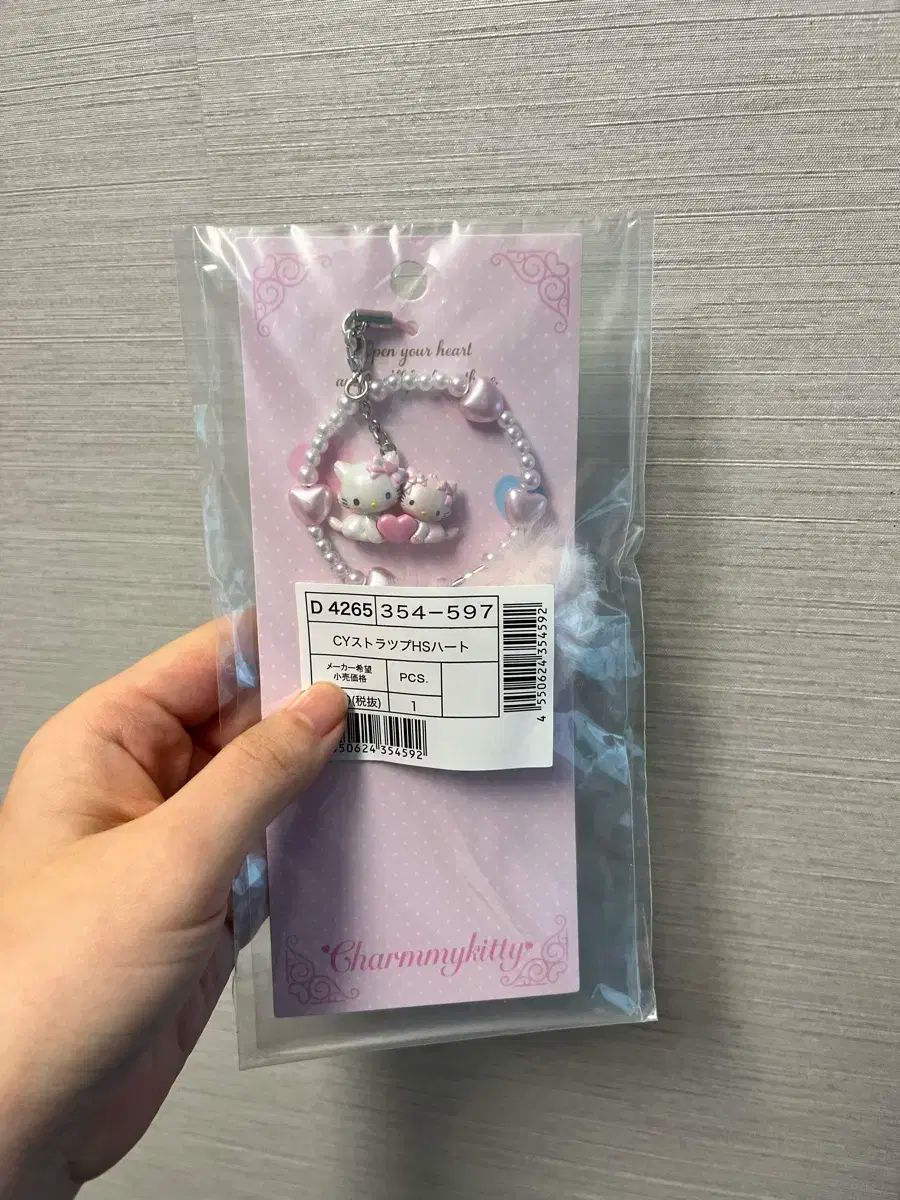 pen your heart
D 4265 354-597
CYストラップHSハート
メーカー希望
小売価格
PCS.
(税抜)
1
4 550624 354592
50624 354592
Charmmykitty